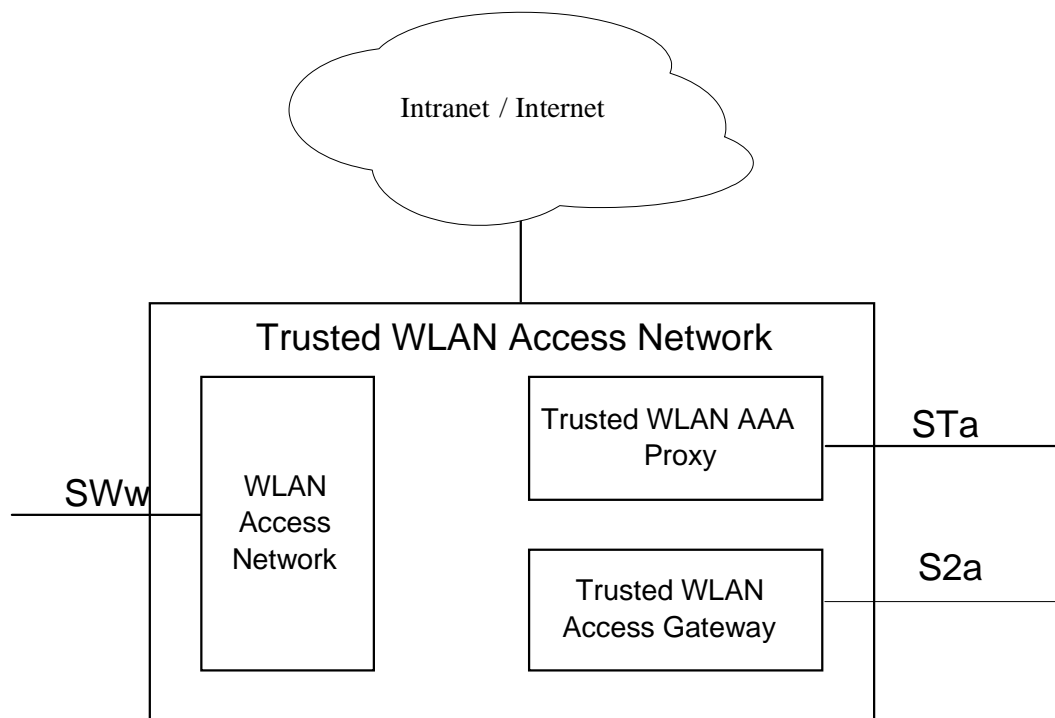 Intranet / Internet
Trusted WLAN Access Network
Trusted WLAN AAA
Proxy
STa
SWw
WLAN
Access
Network
S2a
Trusted WLAN
Access Gateway